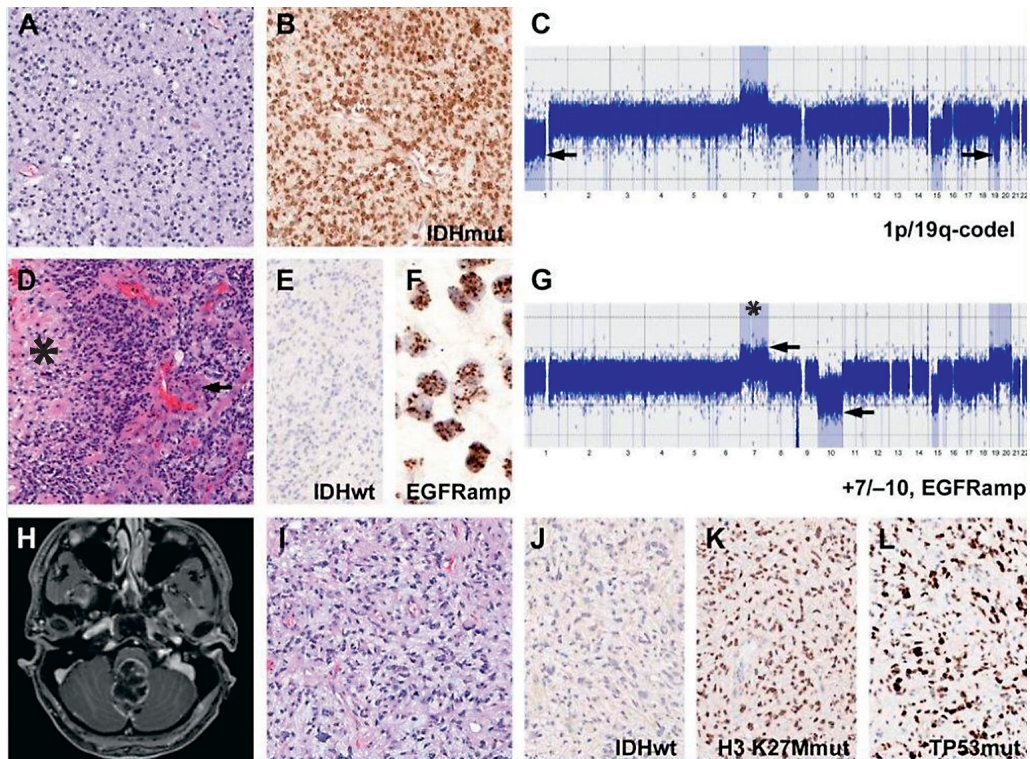 A
B
IDHmut
C
1 2 3 4 5 6 7 8 9 10 11 12 13 14 15 16 17 18 19 20 21 22
1p/19q-codel
D
*
E
IDHwt
F
EGFRamp
G
*
1 2 3 4 5 6 7 8 9 10 11 12 13 14 15 16 17 18 19 20 21 22
+7/–10, EGFRamp
H
I
J
IDHwt
K
H3 K27Mmut
L
TP53mut